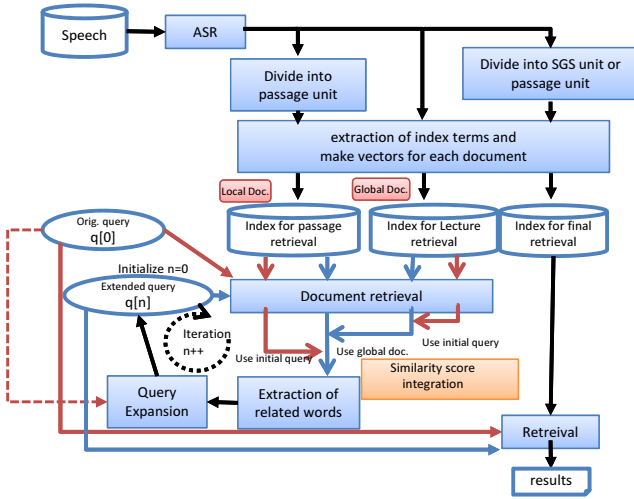 Speech
ASR
Divide into
passage unit
Divide into SGS unit or
passage unit
extraction of index terms and
make vectors for each document
Local Doc.
Global Doc.
Orig. query
q[0]
Index for passage
retrieval
Index for Lecture
retrieval
Index for final
retrieval
Initialize n=0
Extended query
q[n]
Document retrieval
Iteration
n++
Use initial query
Use global doc.
Use initial query
Similarity score
integration
Query
Expansion
Extraction of
related words
Retreival
results